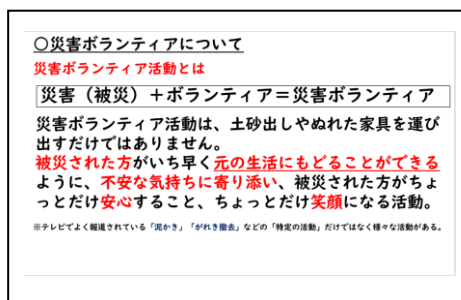 〇災害ボランティアについて
災害ボランティア活動とは
災害（被災）＋ボランティア＝災害ボランティア
災害ボランティア活動は、土砂出しやぬれた家具を運び
出すだけではありません。
被災された方がいち早く元の生活にもどることができる
ように、不安な気持ちに寄り添い、被災された方がちょ
っとだけ安心すること、ちょっとだけ笑顔になる活動。
※テレビでよく報道されている「泥かき」「がれき撤去」などの「特定の活動」だけではなく様々な活動がある。